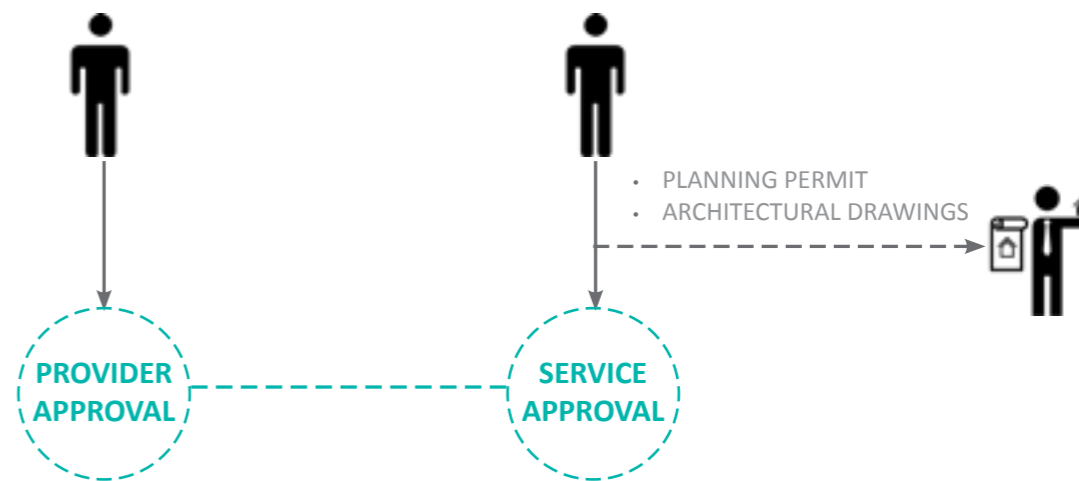 • PLANNING PERMIT
• ARCHITECTURAL DRAWINGS
PROVIDER
APPROVAL
SERVICE
APPROVAL